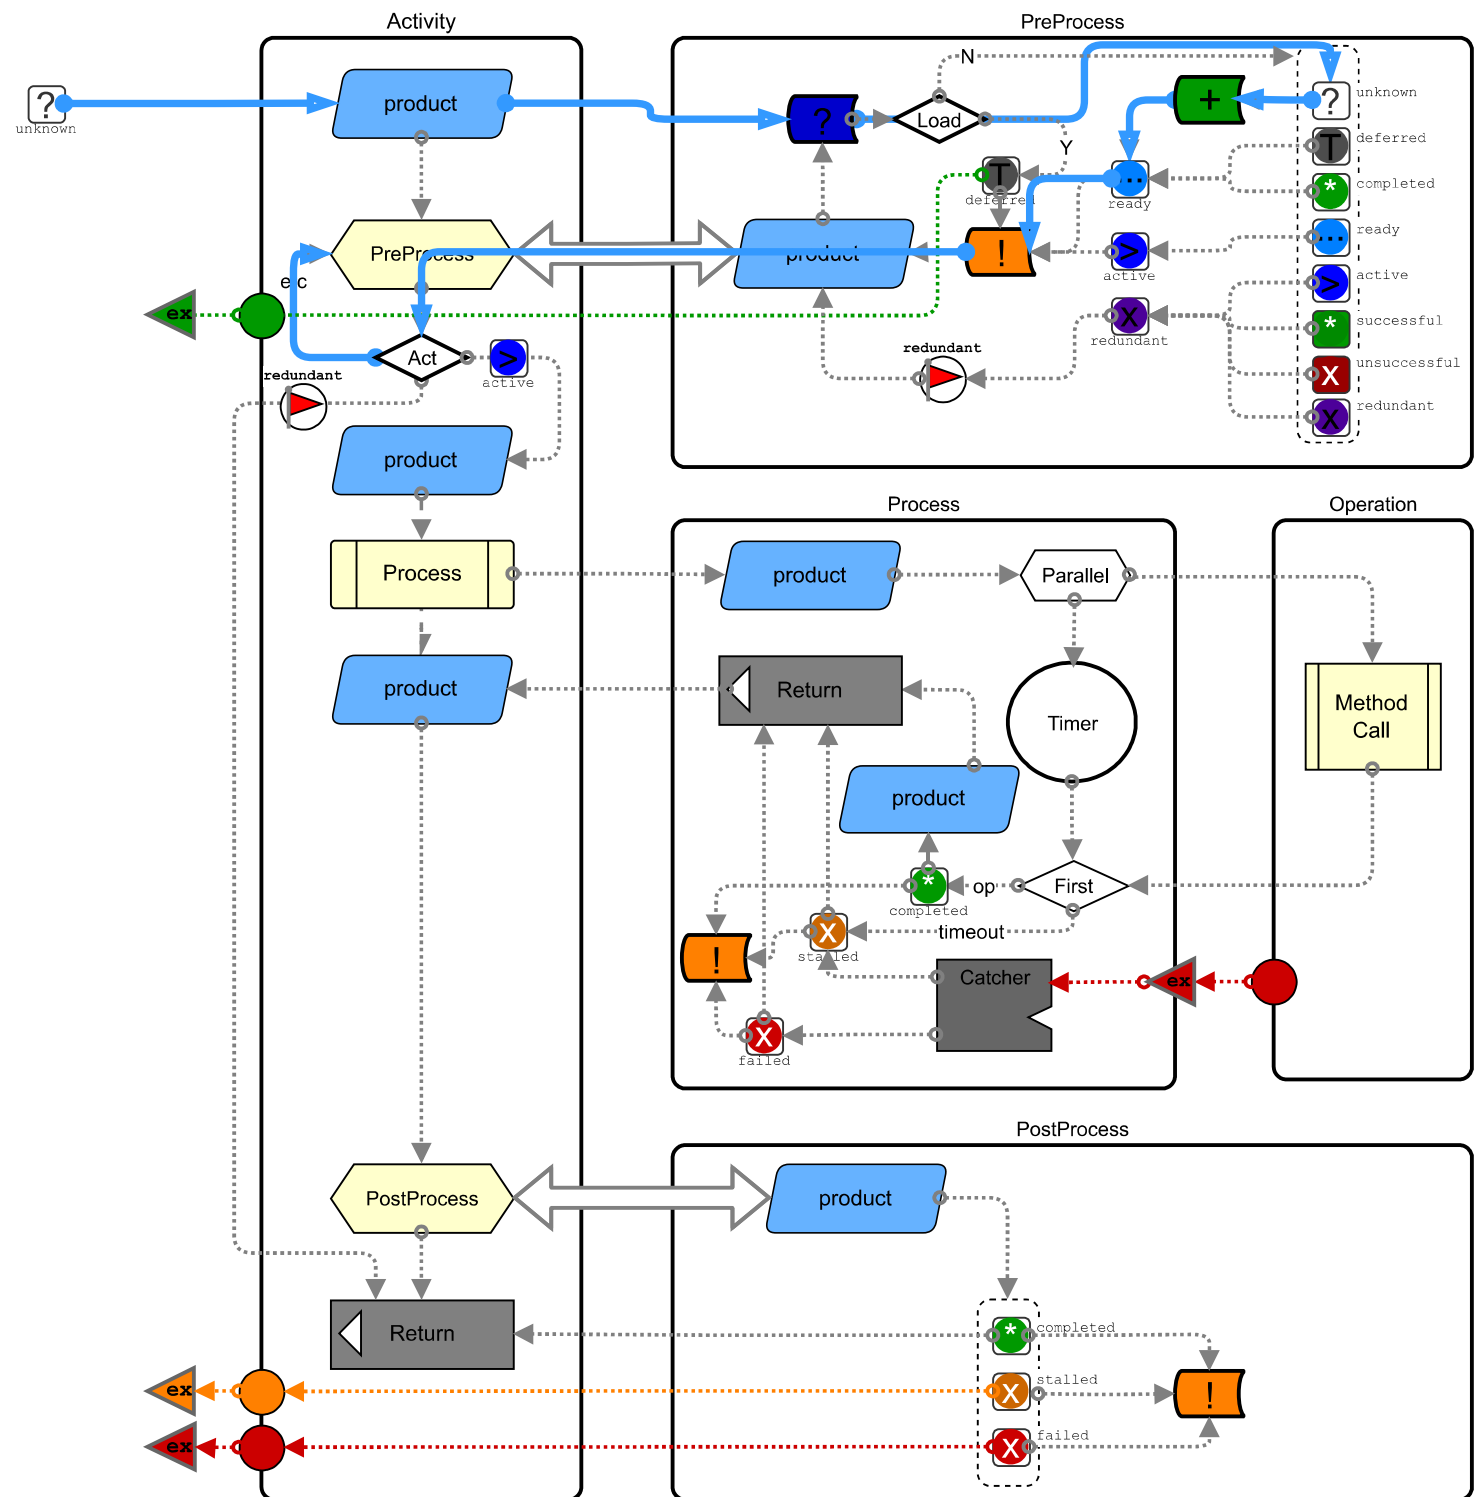 Activity
PreProcess
?
unknown
product
?
Load
N
Y
+
?
unknown
T
deferred
T
deferred
...
ready
*
completed
PreProcess
product
!
>
active
...
ready
>
active
etc
ex
x
redundant
*
successful
Act
>
active
redundant
redundant
x
unsuccessful
x
redundant
product
Process
Operation
Process
product
Parallel
product
Return
Timer
Method
Call
product
*
completed
op
First
timeout
x
stalled
!
Catcher
ex
x
failed
PostProcess
PostProcess
product
Return
*
completed
ex
x
stalled
!
ex
x
failed